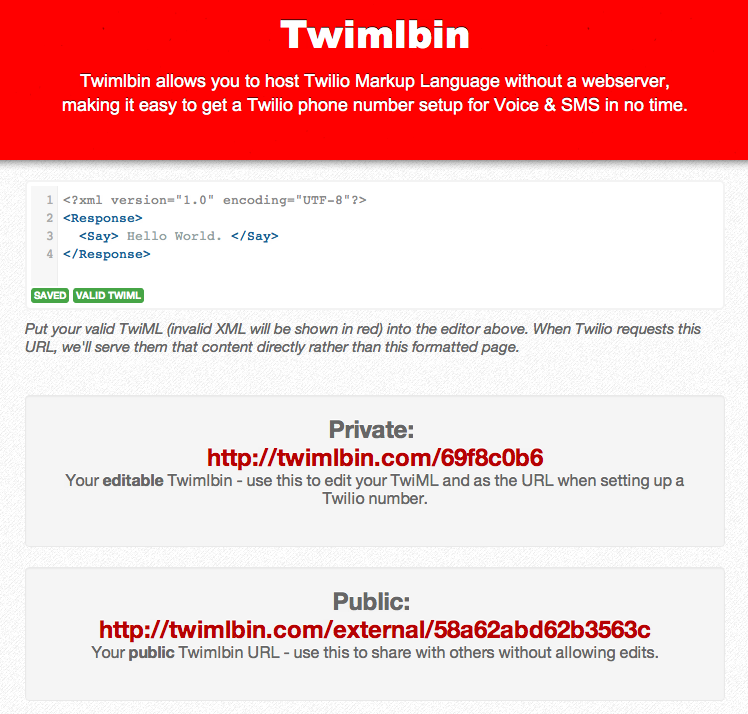 Twimlbin
Twimlbin allows you to host Twilio Markup Language without a webserver,
making it easy to get a Twilio phone number setup for Voice & SMS in no time.
1 <?xml version="1.0" encoding="UTF-8"?>
2 <Response>
3 <Say> Hello World. </Say>
4 </Response>
SAVED VALID TWIML
Put your valid TwiML (invalid XML will be shown in red) into the editor above. When Twilio requests this
URL, we'll serve them that content directly rather than this formatted page.
Private:
http://twimlbin.com/69f8c0b6
Your editable Twimlbin - use this to edit your TwiML and as the URL when setting up a
Twilio number.
Public:
http://twimlbin.com/external/58a62abd62b3563c
Your public Twimlbin URL - use this to share with others without allowing edits.